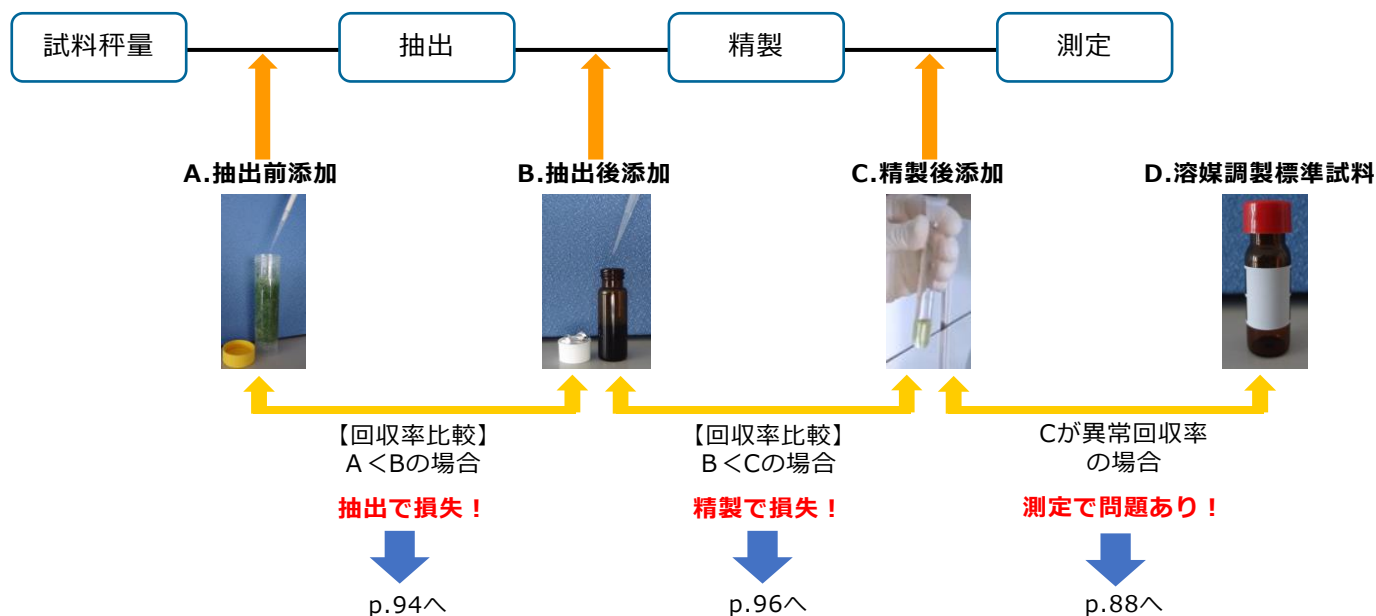 試料秤量
抽出
精製
測定
A.抽出前添加
B.抽出後添加
C.精製後添加
D.溶媒調製標準試料
【回収率比較】
A＜Bの場合
抽出で損失！
p.94へ
【回収率比較】
B＜Cの場合
精製で損失！
p.96へ
Cが異常回収率
の場合
測定で問題あり！
p.88へ